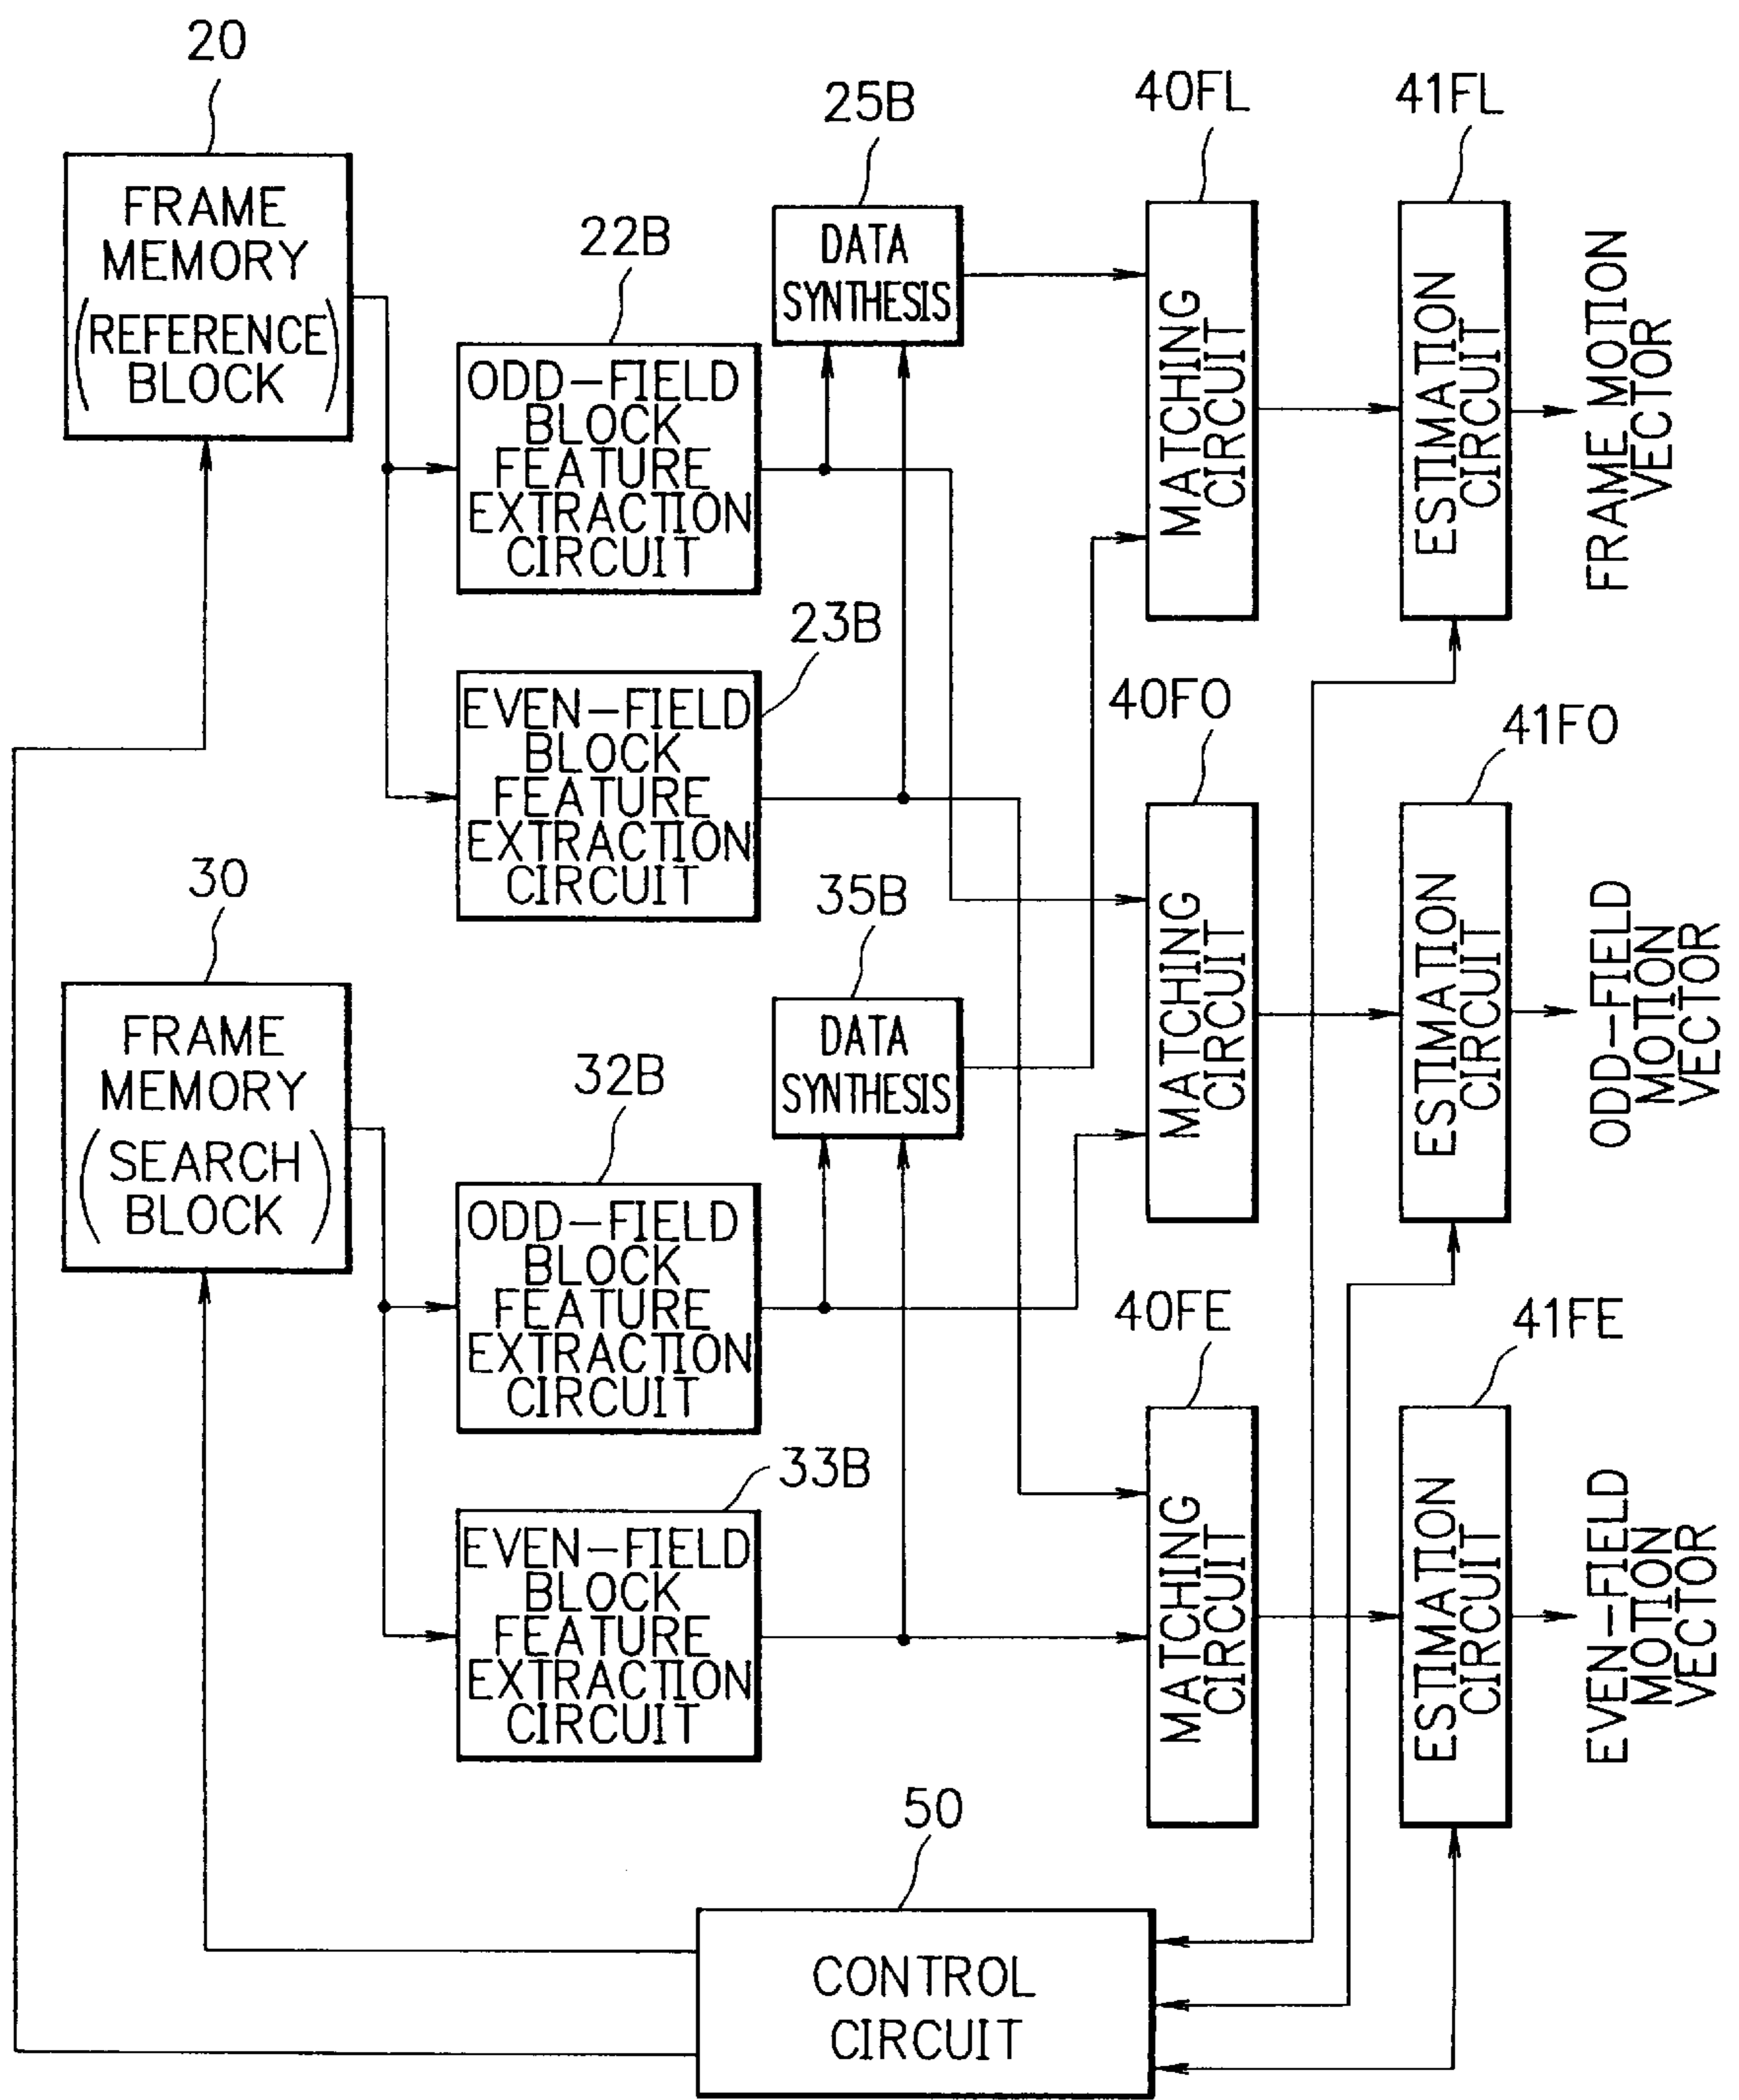 20
FRAME
MEMORY
(REFERENCE
BLOCK)
22B
ODD-FIELD
BLOCK
FEATURE
EXTRACTION
CIRCUIT
23B
EVEN-FIELD
BLOCK
FEATURE
EXTRACTION
CIRCUIT
25B
DATA
SYNTHESIS
40FL
MATCHING
CIRCUIT
41FL
ESTIMATION
CIRCUIT
FRAME MOTION
VECTOR
30
FRAME
MEMORY
(SEARCH
BLOCK)
32B
ODD-FIELD
BLOCK
FEATURE
EXTRACTION
CIRCUIT
33B
EVEN-FIELD
BLOCK
FEATURE
EXTRACTION
CIRCUIT
35B
DATA
SYNTHESIS
40FO
MATCHING
CIRCUIT
41FO
ESTIMATION
CIRCUIT
ODD-FIELD
MOTION
VECTOR
40FE
MATCHING
CIRCUIT
41FE
ESTIMATION
CIRCUIT
EVEN-FIELD
MOTION
VECTOR
50
CONTROL
CIRCUIT